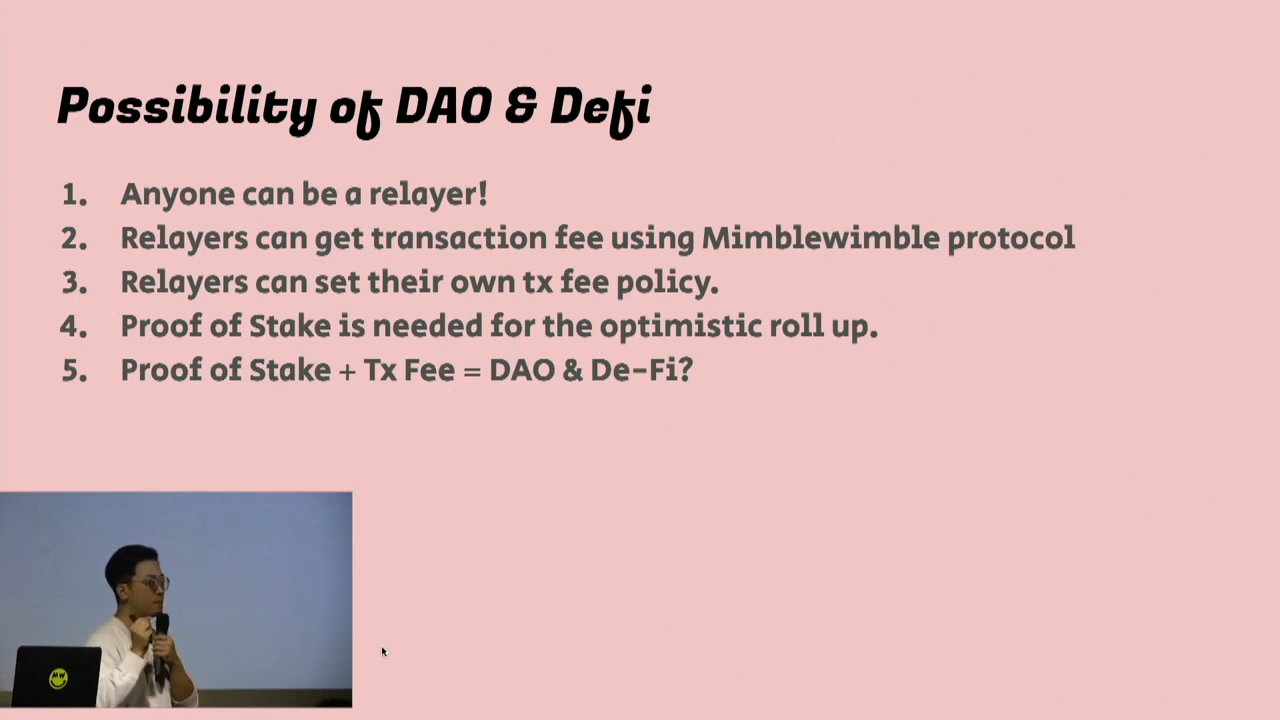 Possibility of DAO & Defi
1. Anyone can be a relayer!
2. Relayers can get transaction fee using Mimblewimble protocol
3. Relayers can set their own tx fee policy.
4. Proof of Stake is needed for the optimistic roll up.
5. Proof of Stake + Tx Fee = DAO & De-Fi?
MW